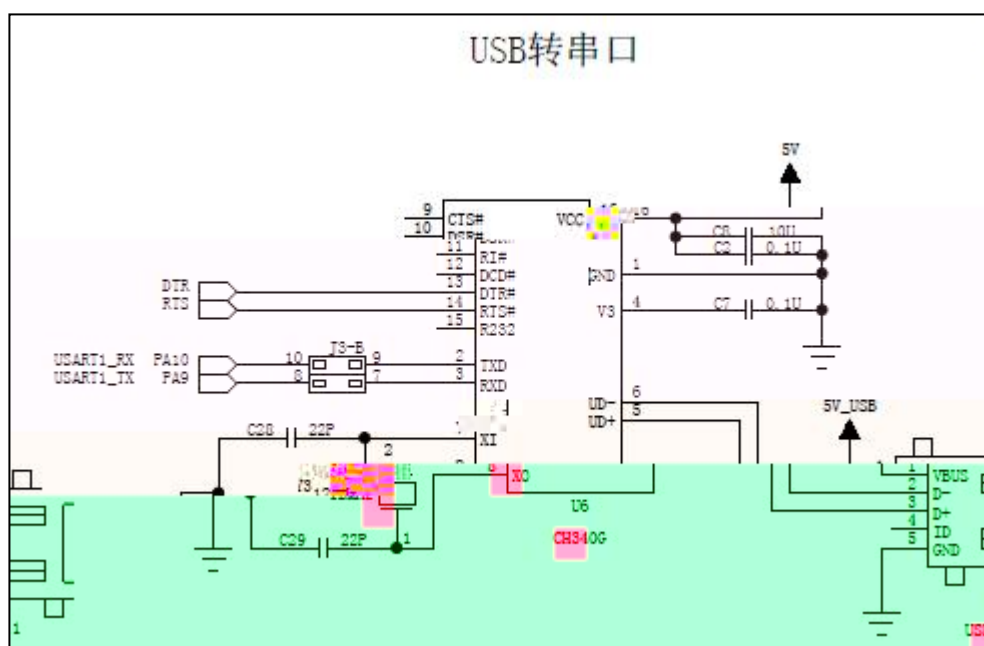 USB转串口
5V
9 CTS# VCC
10
C8 10U
11 C2 0.1U
12 RI# GND 1
DTR 13 DCD#
RTS 14 DTR# V3 4 C7 0.1U
15 RTS#
R232
J3-B
USART1_RX PA10 10 9 2 TXD
USART1_TX PA9 8 7 3 RXD
UD- 6
UD+ 5
5V_USB
C28 22P XI
2
XO
1 VBUS
2 D-
3 D+
4 ID
5 GND
U6
C29 22P 1 CH340G
1